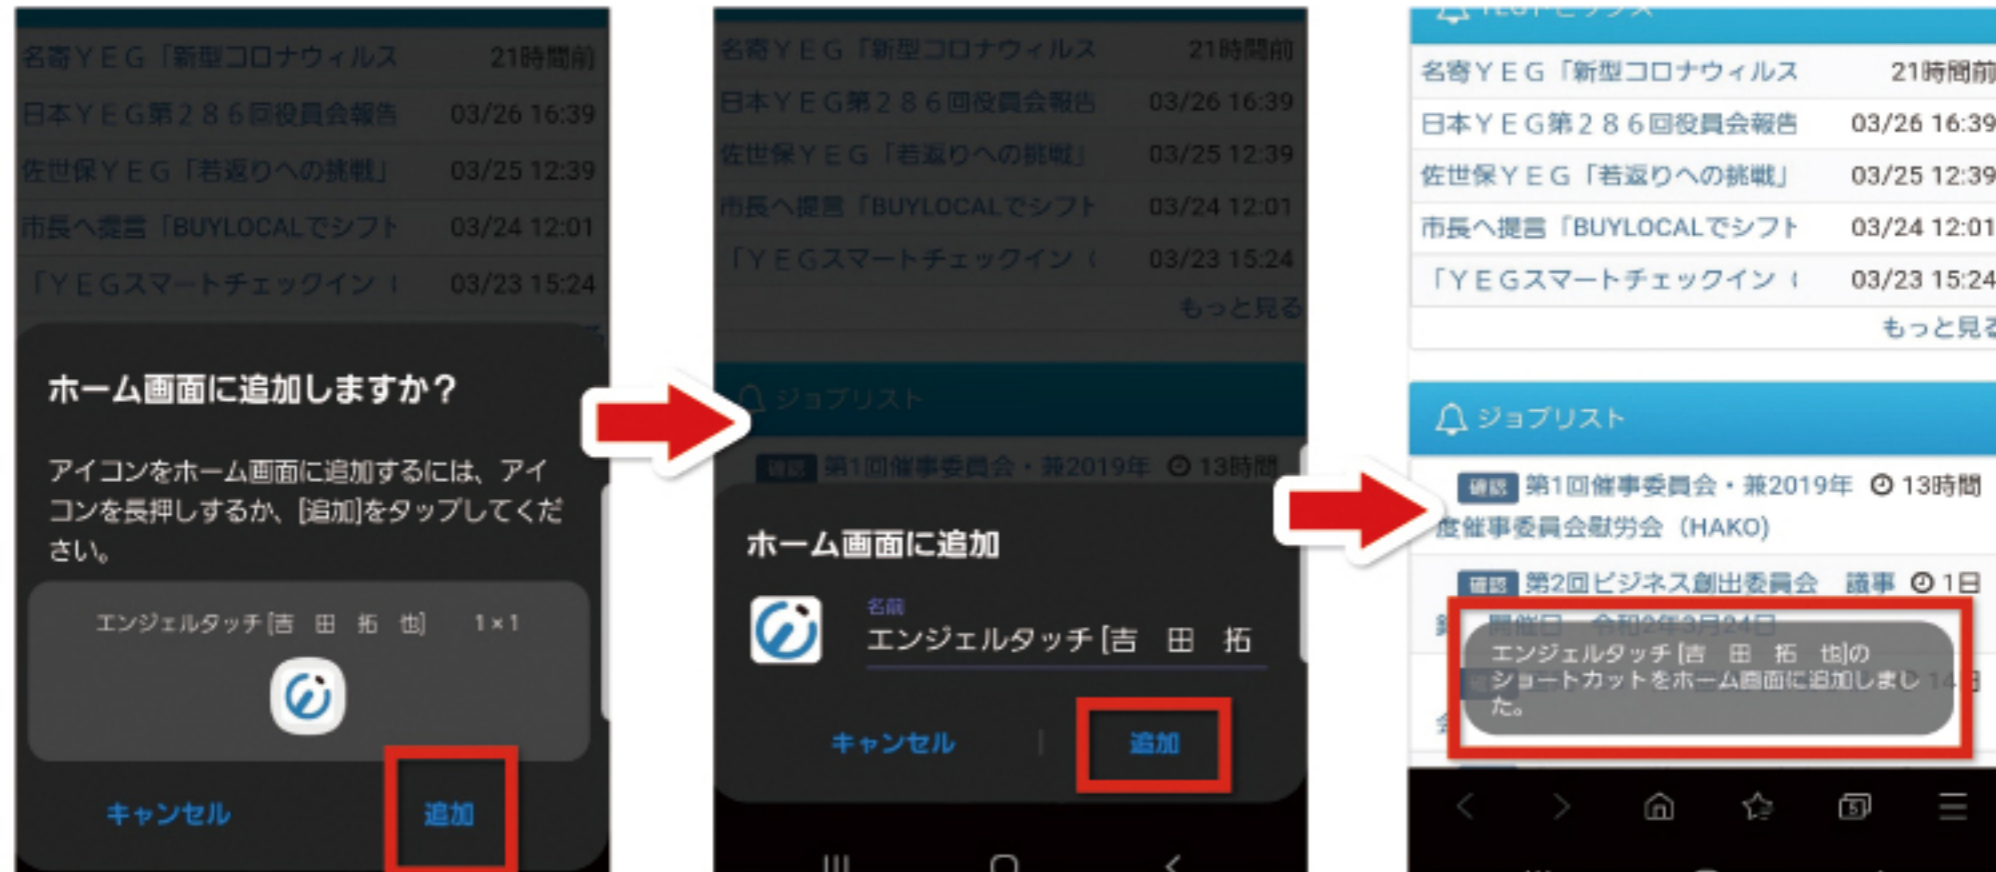 名寄ＹＥＧ「新型コロナウィルス 21時間前
日本ＹＥＧ第２８６回役員会報告 03/26 16:39
佐世保ＹＥＧ「若返りへの挑戦」 03/25 12:39
市長へ提言「BUYLOCALでシフト 03/24 12:01
「ＹＥＧスマートチェックイン（ 03/23 15:24
ホーム画面に追加しますか？
アイコンをホーム画面に追加するには、アイ
コンを長押しするか、[追加]をタップしてくだ
さい。
エンジェルタッチ [吉　田　拓　也] 1×1
キャンセル 追加
名寄ＹＥＧ「新型コロナウィルス 21時間前
日本ＹＥＧ第２８６回役員会報告 03/26 16:39
佐世保ＹＥＧ「若返りへの挑戦」 03/25 12:39
市長へ提言「BUYLOCALでシフト 03/24 12:01
「ＹＥＧスマートチェックイン（ 03/23 15:24
もっと見る
ジョブリスト
確認 第1回催事委員会・兼2019年 13時間
ホーム画面に追加
名前
エンジェルタッチ [吉　田　拓
キャンセル 追加
名寄ＹＥＧ「新型コロナウィルス 21時間前
日本ＹＥＧ第２８６回役員会報告 03/26 16:39
佐世保ＹＥＧ「若返りへの挑戦」 03/25 12:39
市長へ提言「BUYLOCALでシフト 03/24 12:01
「ＹＥＧスマートチェックイン（ 03/23 15:24
もっと見る
ジョブリスト
確認 第1回催事委員会・兼2019年 13時間
度催事委員会慰労会（HAKO)
確認 第2回ビジネス創出委員会　議事 1日
開催日　令和2年3月24日
エンジェルタッチ [吉　田　拓　也]の
ショートカットをホーム画面に追加しまし 14日
た。
5